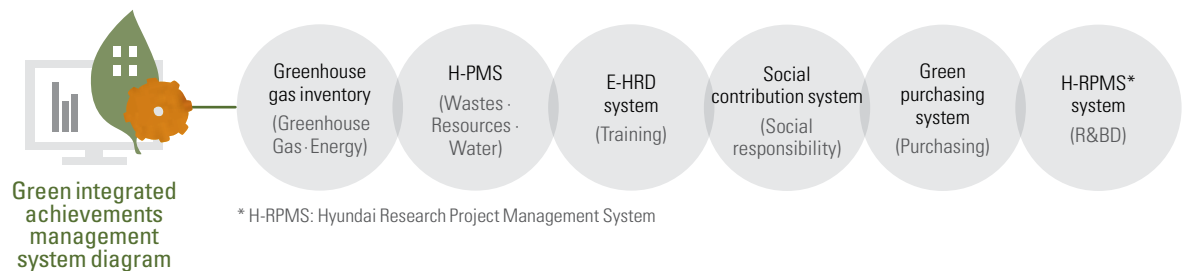 Greenhouse
gas inventory
(Greenhouse
Gas·Energy)
H-PMS
(Wastes·
Resources·
Water)
E-HRD
system
(Training)
Social
contribution system
(Social
responsibility)
Green
purchasing
system
(Purchasing)
H-RPMS*
system
(R&BD)
Green integrated
achievements
management
system diagram
* H-RPMS: Hyundai Research Project Management System